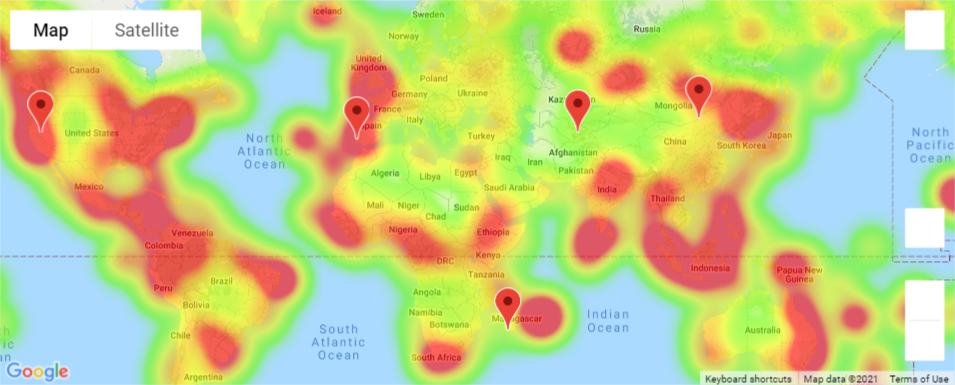 Map
Satellite
Iceland
Sweden
Norway
Russia
Canada
United
Kingdom
Poland
Germany
Ukraine
France
Italy
Spain
Turkey
Kaz
n
Mongolia
United States
North
Atlantic
Ocean
Afghanistan
Iraq
Iran
Pakistan
China
Japan
South Korea
North
Pacific
Ocean
Algeria
Libya
Egypt
Saudi Arabia
India
Thailand
Mexico
Mali
Niger
Chad
Sudan
Nigeria
Ethiopia
Venezuela
Colombia
DRC
Kenya
Tanzania
Indonesia
Papua New
Guinea
Peru
Brazil
Bolivia
Angola
Namibia
Botswana
Madagascar
Indian
Ocean
Australia
Chile
South
Atlantic
Ocean
South Africa
Argentina
Google
Keyboard shortcuts
Map data ©2021
Terms of Use